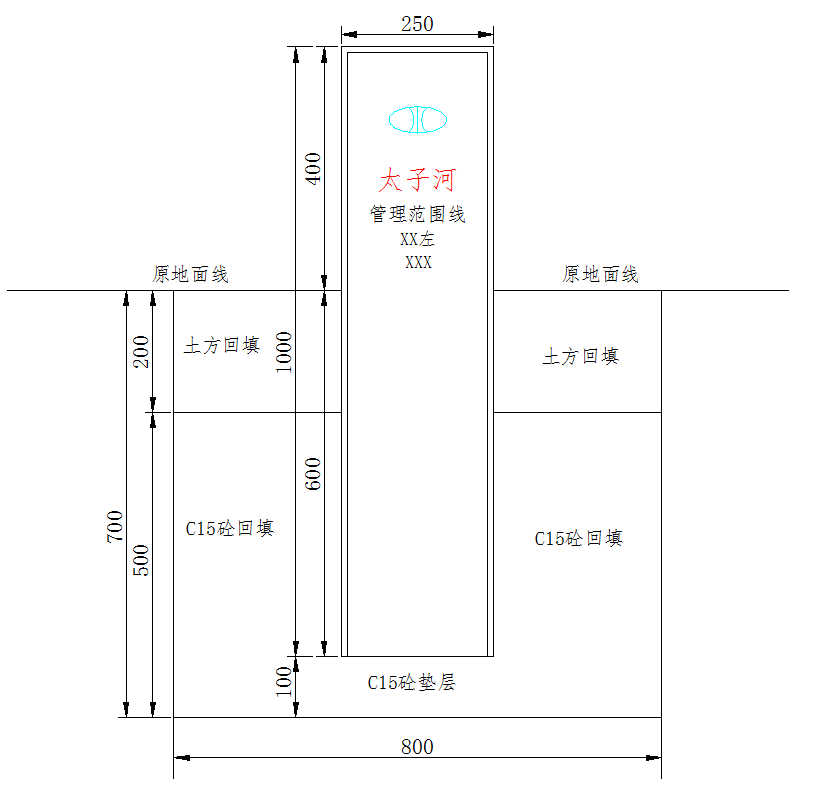 250
400
太子河
管理范围线
XX左
XXX
原地面线
原地面线
200
土方回填
1000
土方回填
600
700
500
C15砼回填
C15砼回填
100
C15砼垫层
800